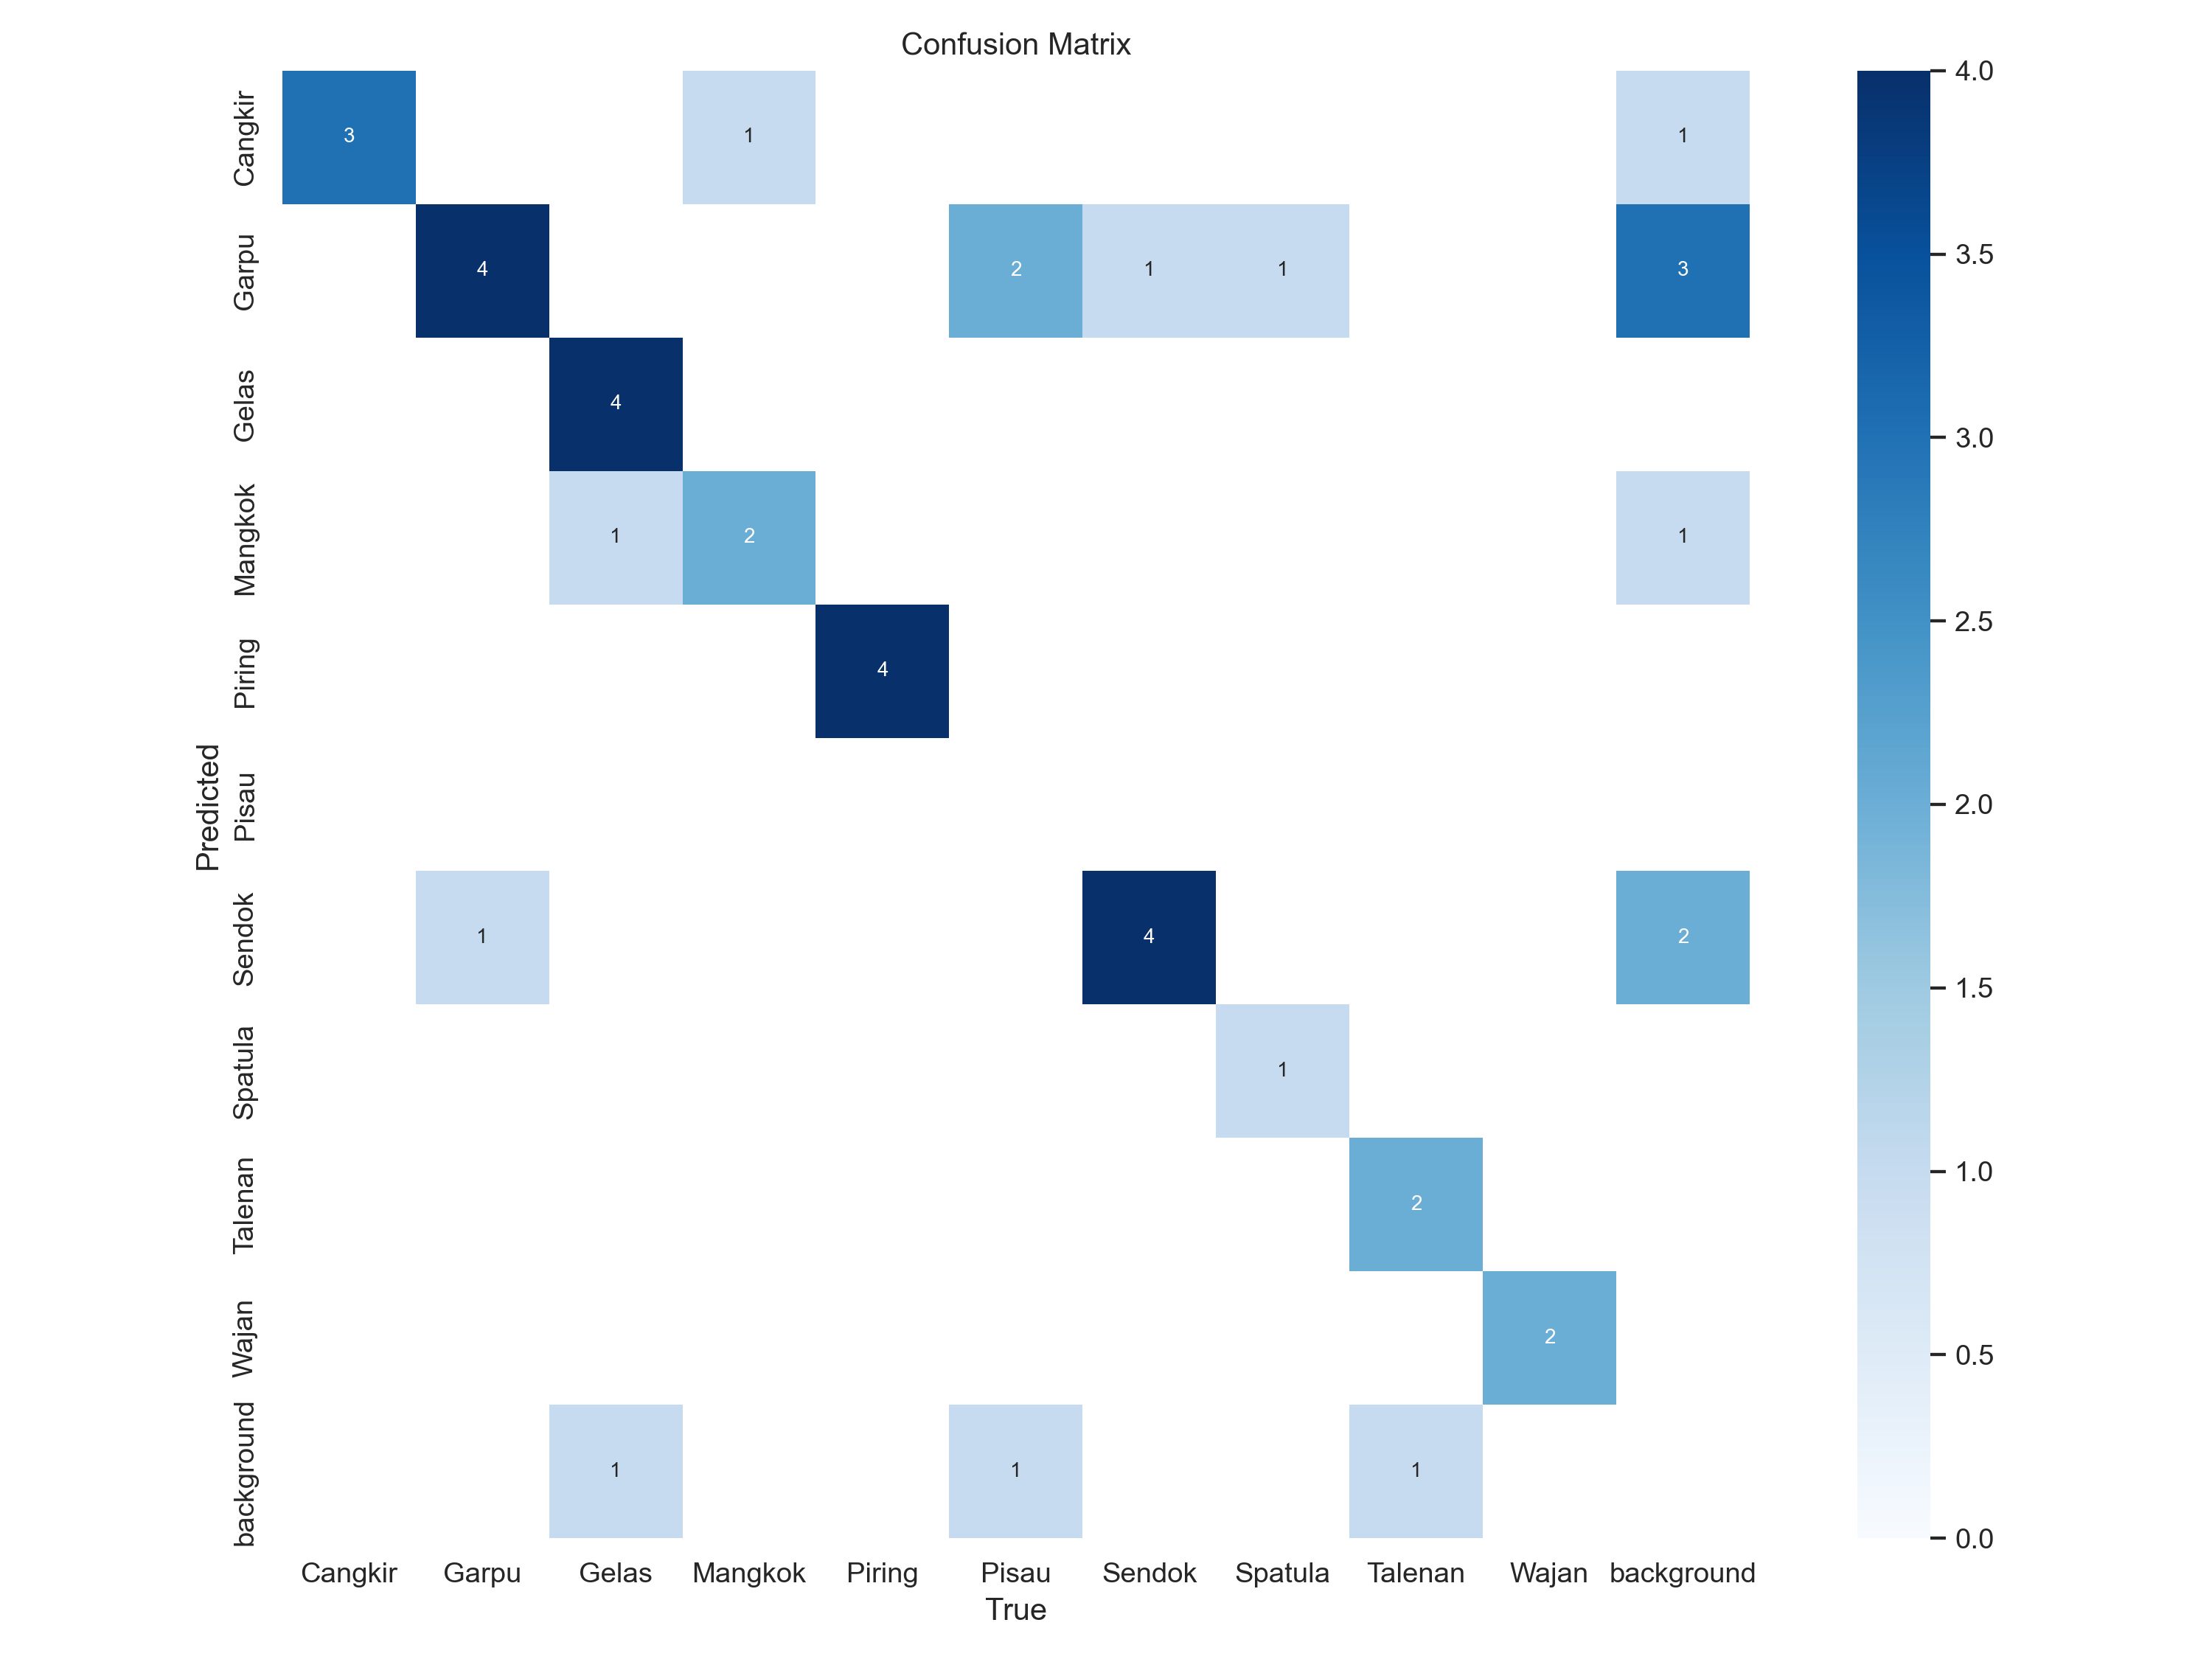 Confusion Matrix
Cangkir 3 1 1
Garpu 4 2 1 1 3
Gelas 4
Mangkok 1 2 1
Piring 4
Pisau
Sendok 1 4 2
Spatula 1
Talenan 2
Wajan 2
background 1 1 1
Predicted
Cangkir Garpu Gelas Mangkok Piring Pisau Sendok Spatula Talenan Wajan background
True
4.0
3.5
3.0
2.5
2.0
1.5
1.0
0.5
0.0